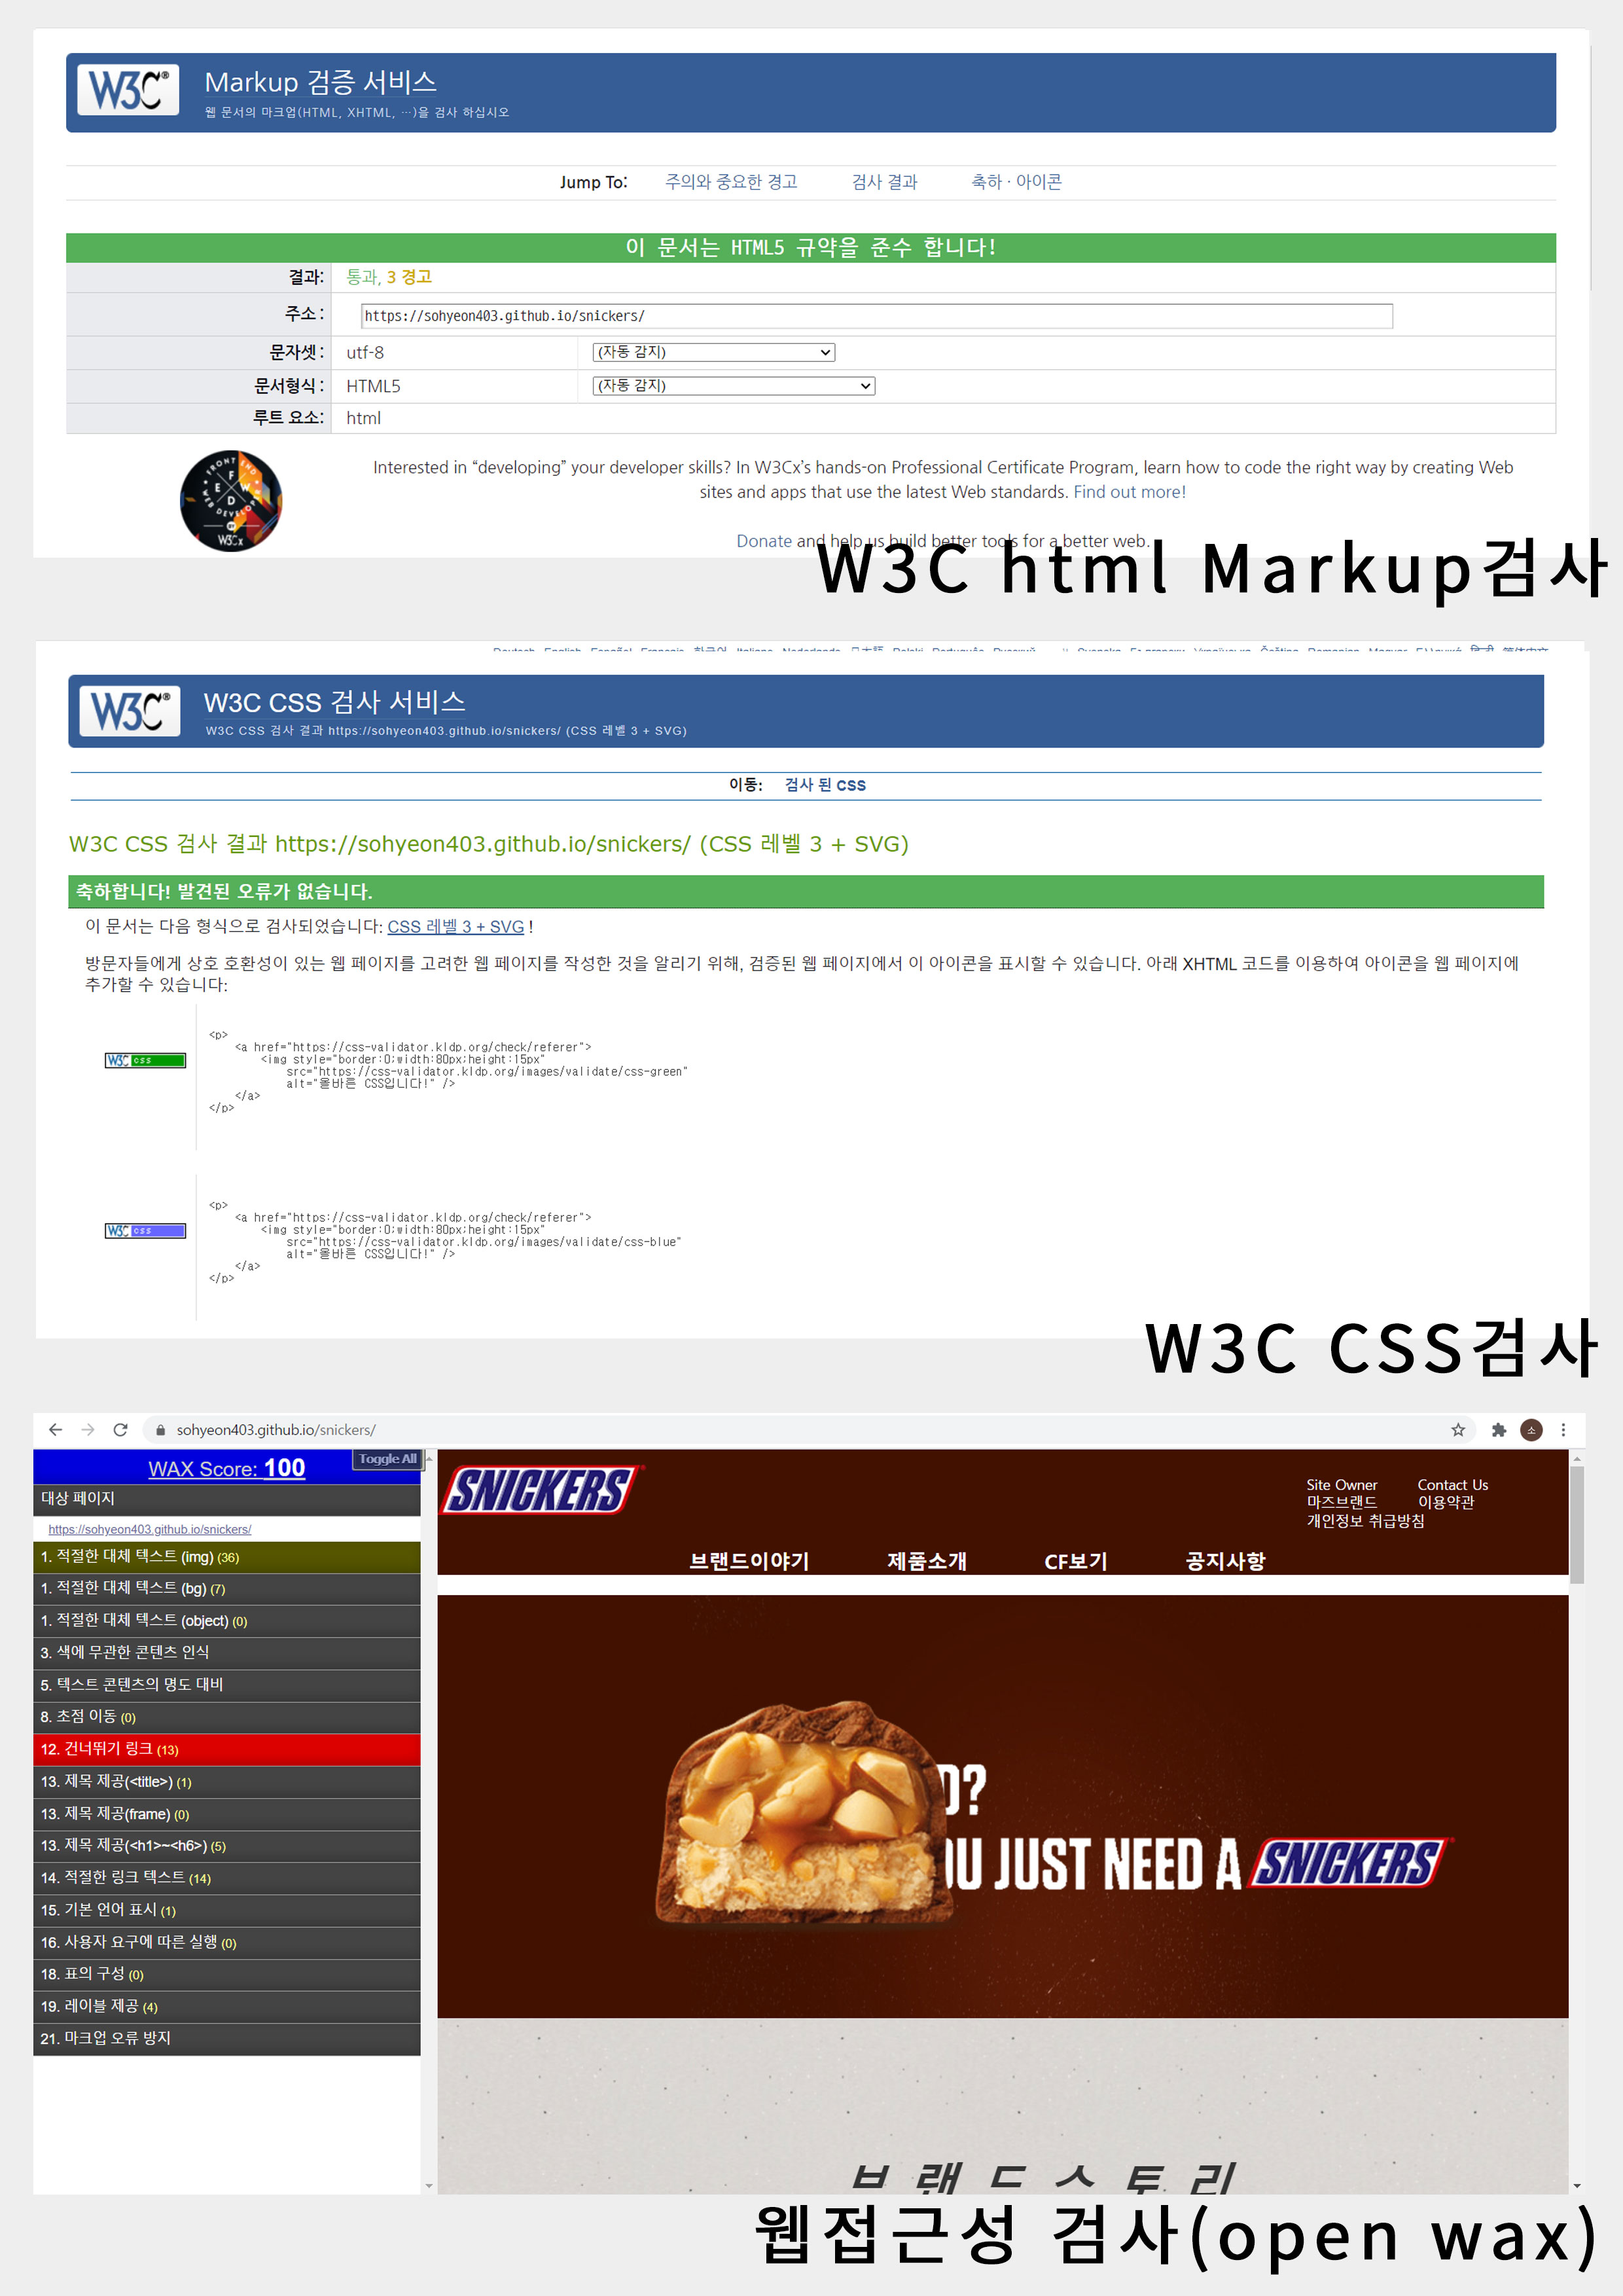 W3C®
Markup 검증 서비스
웹 문서의 마크업(HTML, XHTML, …)을 검사 하십시오
Jump To: 주의와 중요한 경고 검사 결과 축하 · 아이콘
이 문서는 HTML5 규약을 준수 합니다!
결과: 통과, 3 경고
주소 : https://sohyeon403.github.io/snickers/
문자셋 : utf-8 (자동 감지)
문서형식 : HTML5 (자동 감지)
루트 요소: html
FRONT END
F E W D
WEB DEVELOP
BY
W3Cx
Interested in “developing” your developer skills? In W3Cx’s hands-on Professional Certificate Program, learn how to code the right way by creating Web
sites and apps that use the latest Web standards. Find out more!
Donate and help us build better tools for a better web.
W3C html Markup검사
W3C®
W3C CSS 검사 서비스
W3C CSS 검사 결과 https://sohyeon403.github.io/snickers/ (CSS 레벨 3 + SVG)
이동: 검사 된 CSS
W3C CSS 검사 결과 https://sohyeon403.github.io/snickers/ (CSS 레벨 3 + SVG)
축하합니다! 발견된 오류가 없습니다.
이 문서는 다음 형식으로 검사되었습니다: CSS 레벨 3 + SVG !
방문자들에게 상호 호환성이 있는 웹 페이지를 고려한 웹 페이지를 작성한 것을 알리기 위해, 검증된 웹 페이지에서 이 아이콘을 표시할 수 있습니다. 아래 XHTML 코드를 이용하여 아이콘을 웹 페이지에
추가할 수 있습니다:
W3C css
<p>
<a href="https://css-validator.kldp.org/check/referer">
<img style="border:0;width:80px;height:15px"
src="https://css-validator.kldp.org/images/validate/css-green"
alt="올바른 CSS입니다!" />
</a>
</p>
W3C css
<p>
<a href="https://css-validator.kldp.org/check/referer">
<img style="border:0;width:80px;height:15px"
src="https://css-validator.kldp.org/images/validate/css-blue"
alt="올바른 CSS입니다!" />
</a>
</p>
W3C CSS검사
sohyeon403.github.io/snickers/
소
WAX Score: 100
Toggle All
대상 페이지
https://sohyeon403.github.io/snickers/
1. 적절한 대체 텍스트 (img) (36)
1. 적절한 대체 텍스트 (bg) (7)
1. 적절한 대체 텍스트 (object) (0)
3. 색에 무관한 콘텐츠 인식
5. 텍스트 콘텐츠의 명도 대비
8. 초점 이동 (0)
12. 건너뛰기 링크 (13)
13. 제목 제공(<title>) (1)
13. 제목 제공(frame) (0)
13. 제목 제공(<h1>~<h6>) (5)
14. 적절한 링크 텍스트 (14)
15. 기본 언어 표시 (1)
16. 사용자 요구에 따른 실행 (0)
18. 표의 구성 (0)
19. 레이블 제공 (4)
21. 마크업 오류 방지
SNICKERS
Site Owner Contact Us
마즈브랜드 이용약관
개인정보 취급방침
브랜드이야기 제품소개 CF보기 공지사항
D?
U JUST NEED A SNICKERS
브랜드스토리
웹접근성 검사(open wax)